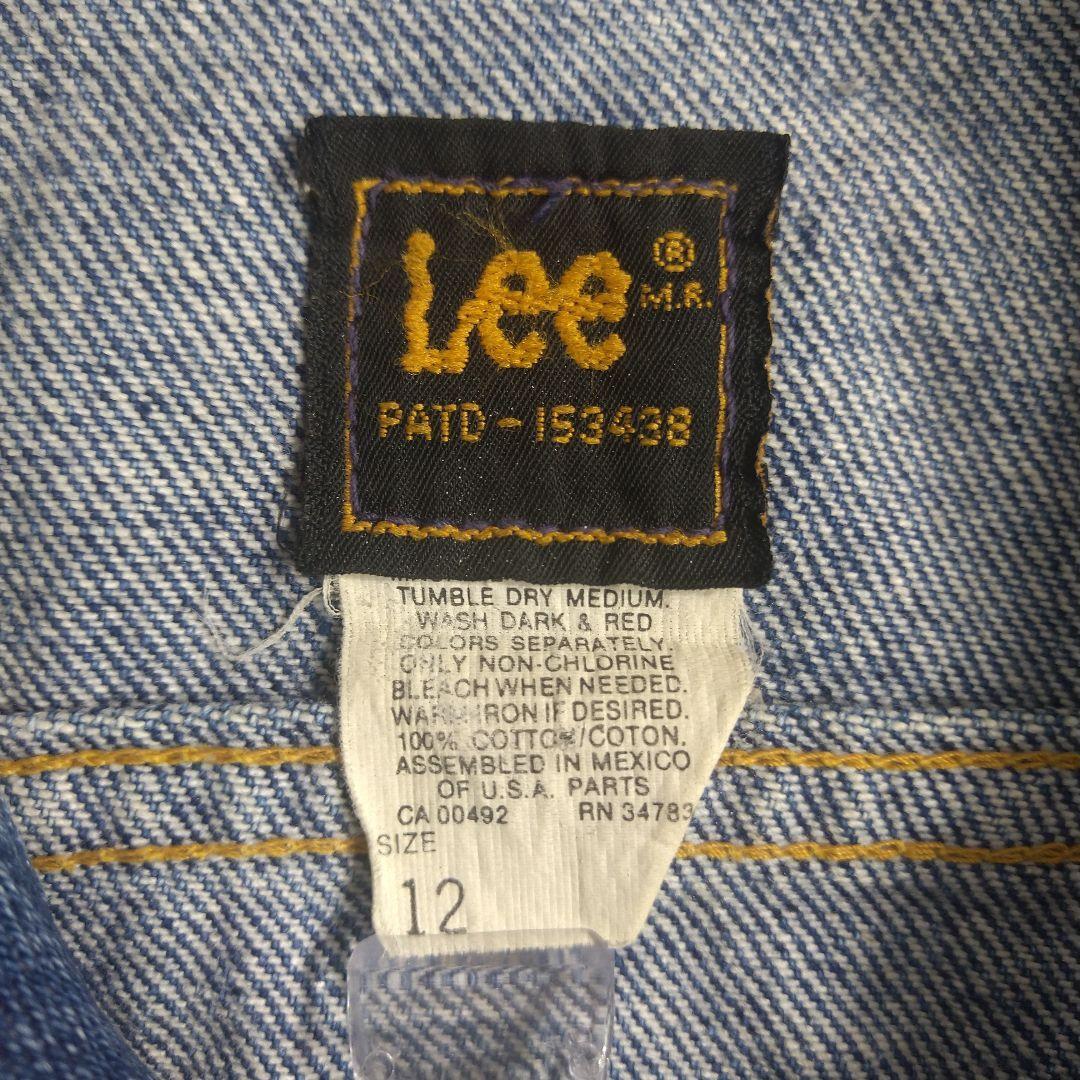 Lee ®
M.R.
PATD-153438
TUMBLE DRY MEDIUM.
WASH DARK & RED
COLORS SEPARATELY.
ONLY NON-CHLORINE
BLEACH WHEN NEEDED.
WARM IRON IF DESIRED.
100% COTTON/COTON.
ASSEMBLED IN MEXICO
OF U.S.A. PARTS
CA 00492 RN 34783
SIZE
12